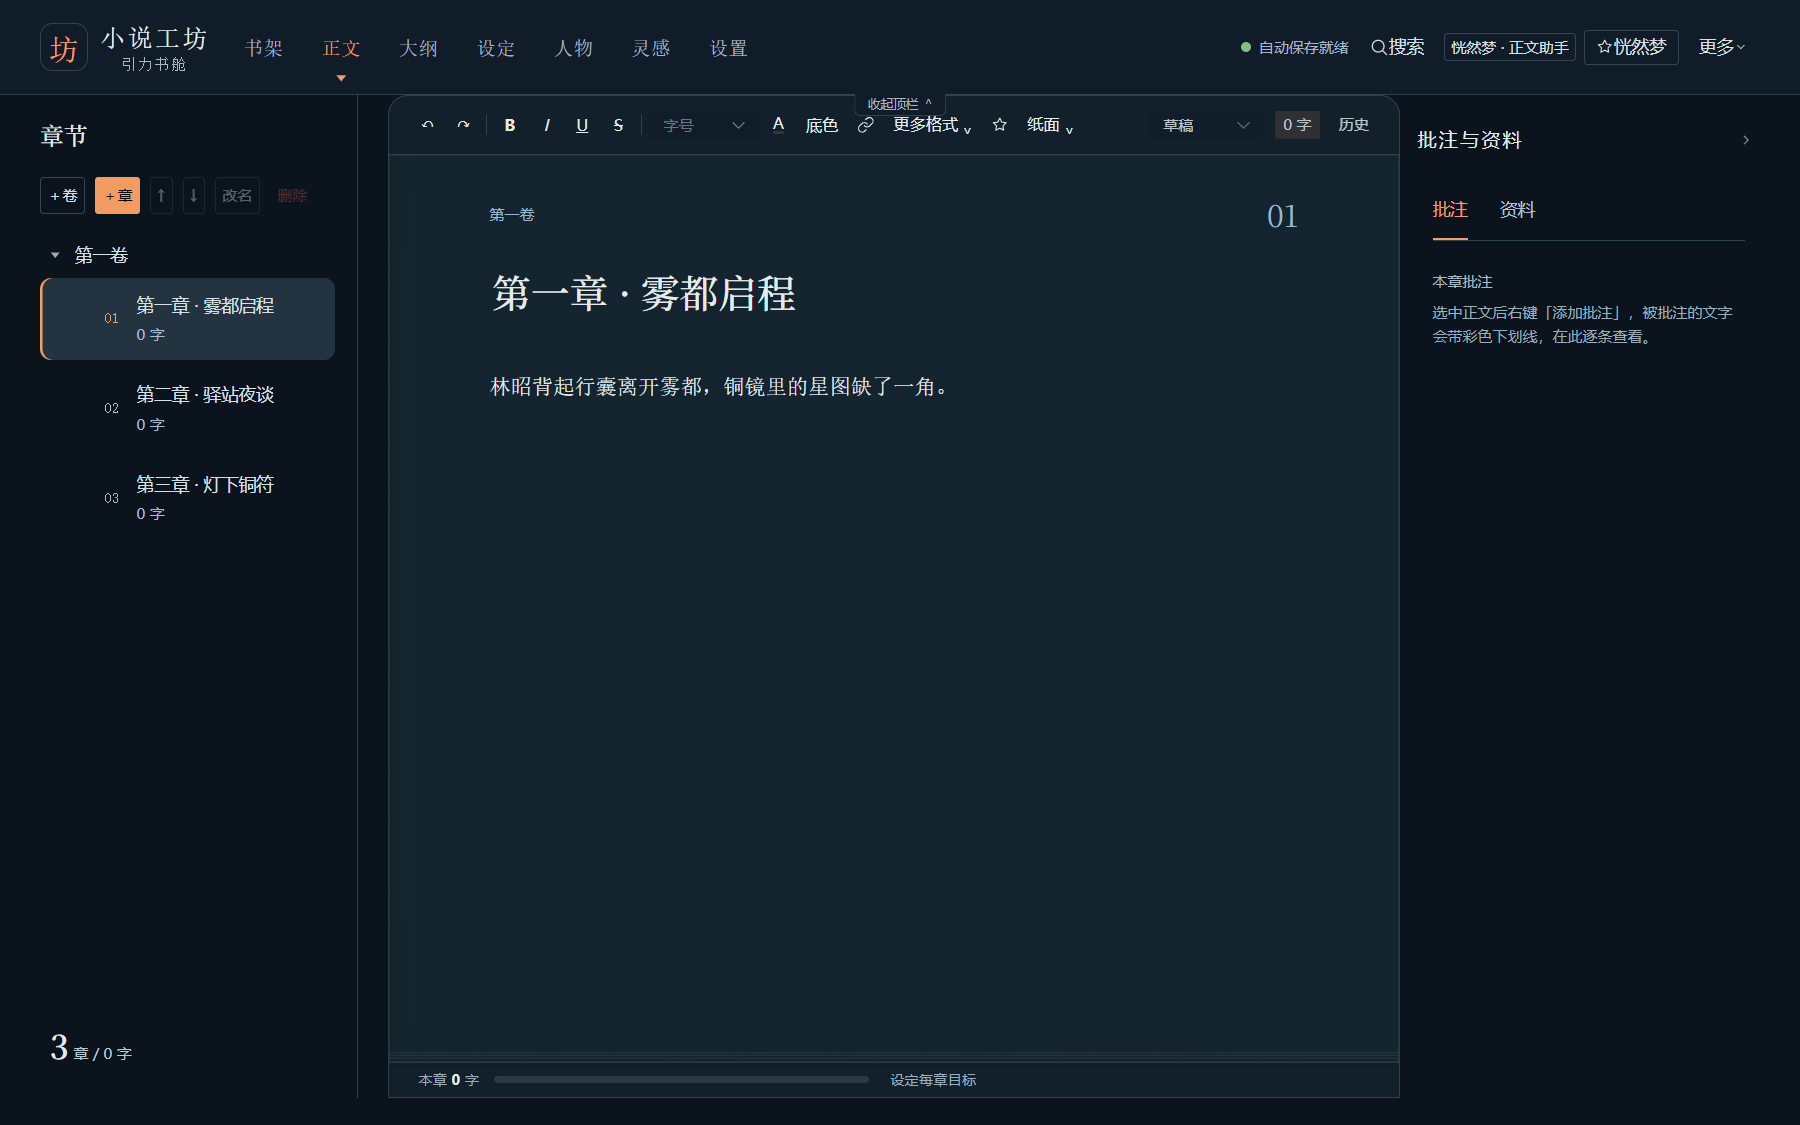 坊
小说工坊
引力书舱
书架
正文
大纲
设定
人物
灵感
设置
自动保存就绪
搜索
恍然梦 · 正文助手
恍然梦
更多
章节
+ 卷
+ 章
↑
↓
改名
删除
第一卷
01
第一章 · 雾都启程
0 字
02
第二章 · 驿站夜谈
0 字
03
第三章 · 灯下铜符
0 字
3 章 / 0 字
收起顶栏 ^
B
I
U
S
字号
A
底色
更多格式
纸面
草稿
0 字
历史
第一卷
01
第一章 · 雾都启程
林昭背起行囊离开雾都，铜镜里的星图缺了一角。
本章 0 字
设定每章目标
批注与资料
批注
资料
本章批注
选中正文后右键「添加批注」，被批注的文字
会带彩色下划线，在此逐条查看。